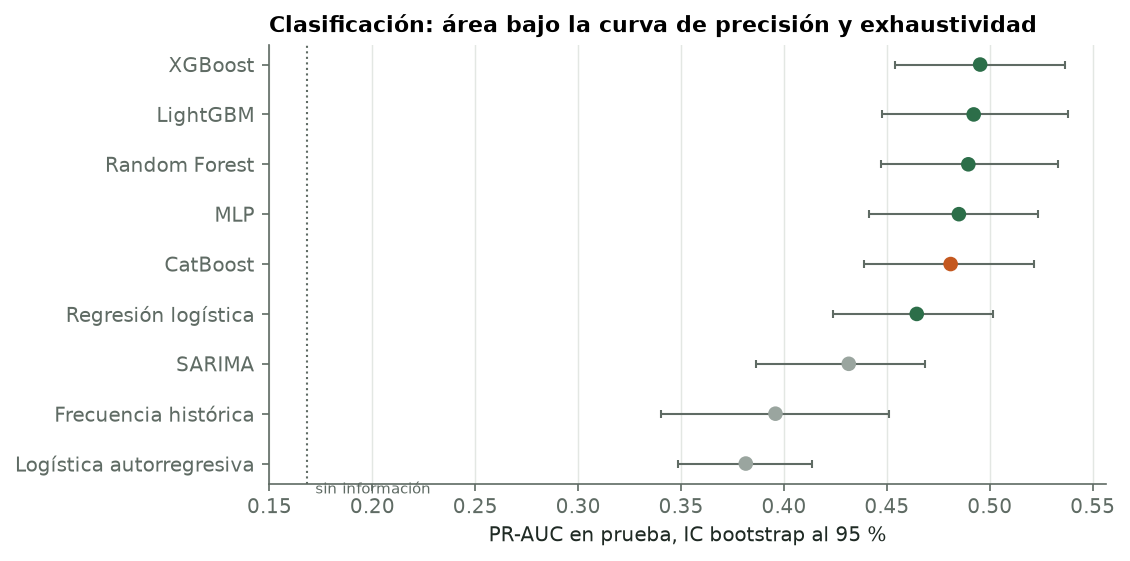 Clasificación: área bajo la curva de precisión y exhaustividad
XGBoost
LightGBM
Random Forest
MLP
CatBoost
Regresión logística
SARIMA
Frecuencia histórica
Logística autorregresiva
sin información
0.15 0.20 0.25 0.30 0.35 0.40 0.45 0.50 0.55
PR-AUC en prueba, IC bootstrap al 95 %